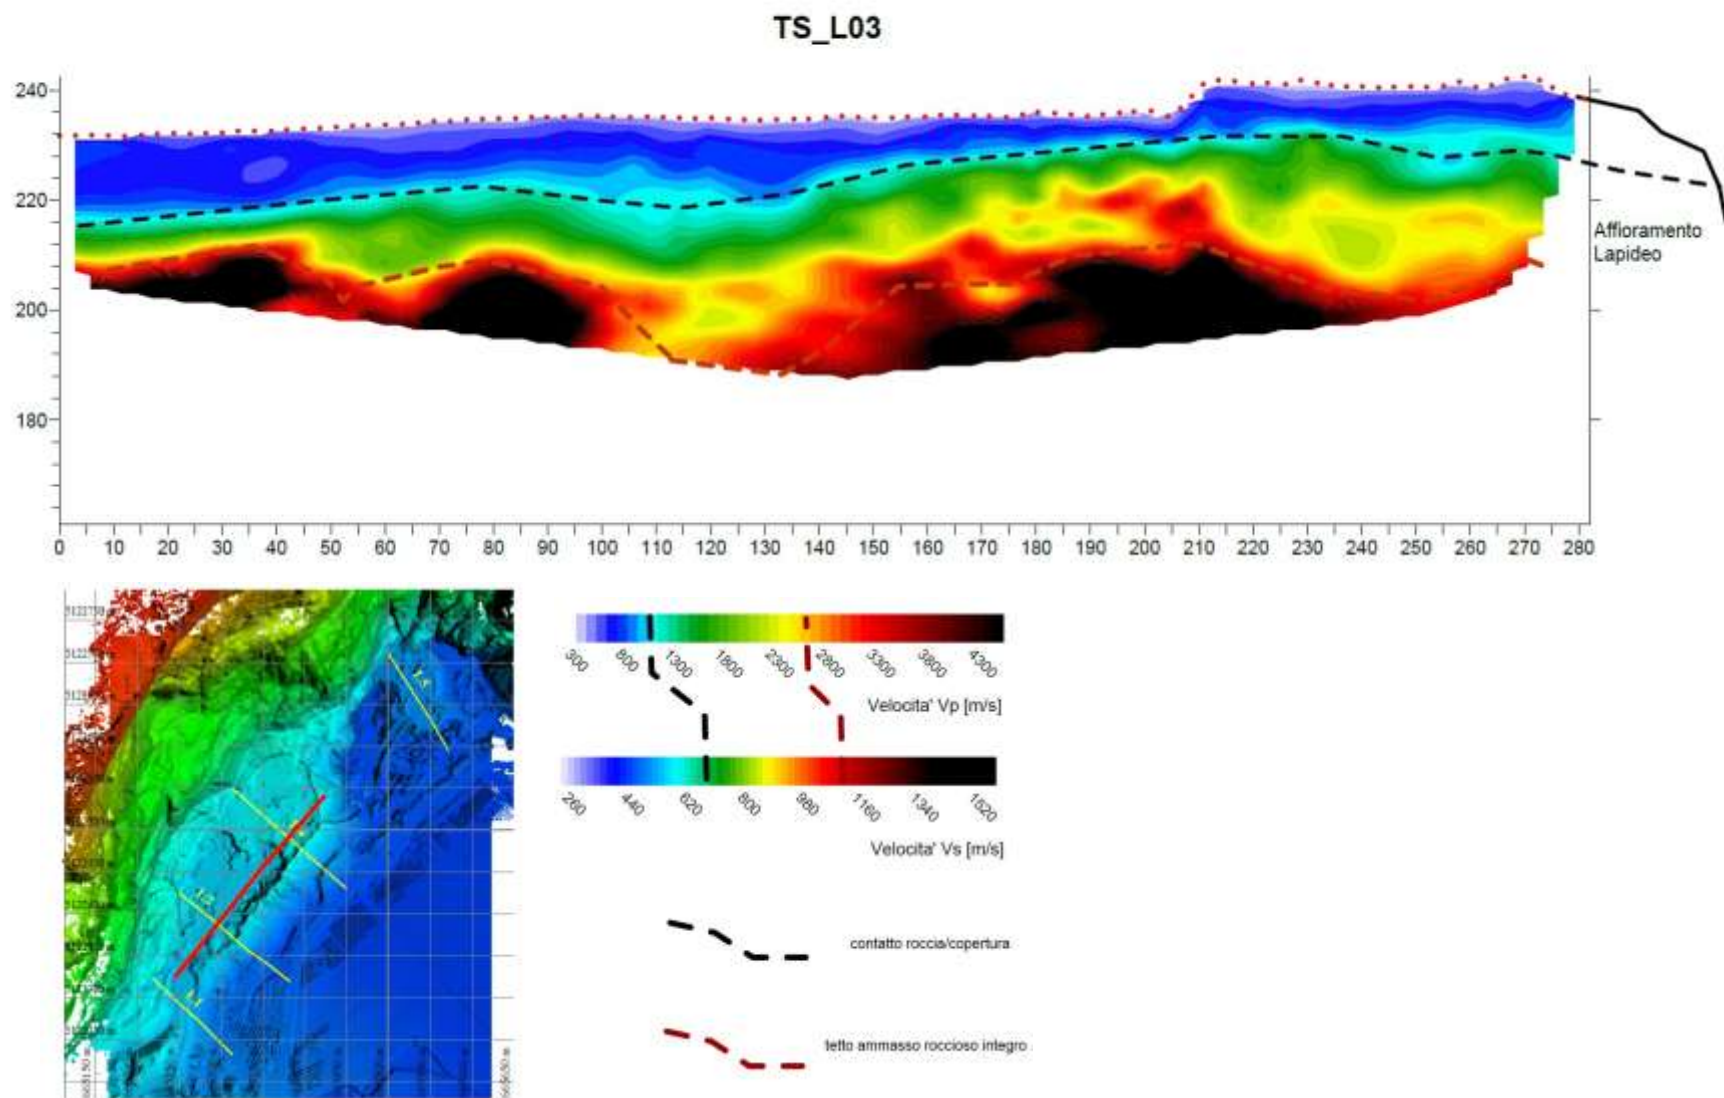 TS_L03
240
220
200
180
Affioramento
Lapideo
0 10 20 30 40 50 60 70 80 90 100 110 120 130 140 150 160 170 180 190 200 210 220 230 240 250 260 270 280
300 800 1300 1800 2300 2800 3300 3800 4300
Velocita' Vp [m/s]
260 440 620 800 980 1160 1340 1520
Velocita' Vs [m/s]
contatto roccia/copertura
tetto ammasso roccioso integro